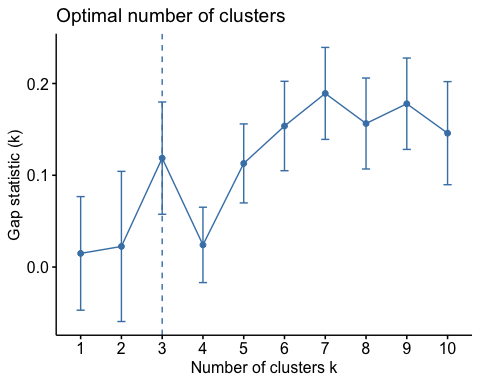 Optimal number of clusters
Gap statistic (k)
0.2
0.1
0.0
1 2 3 4 5 6 7 8 9 10
Number of clusters k